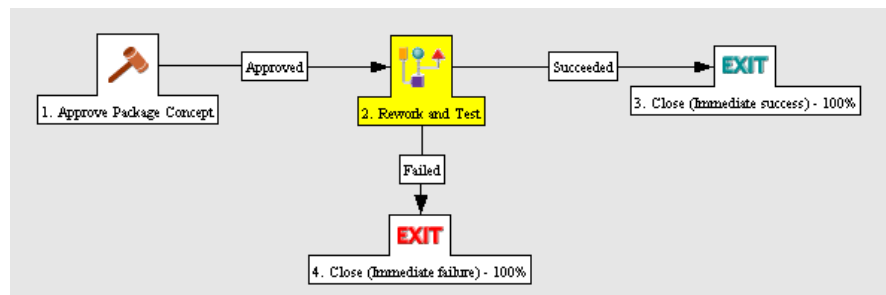 Approved
Succeeded
EXIT
1. Approve Package Concept
2. Rework and Test
3. Close (Immediate success) - 100%
Failed
EXIT
4. Close (Immediate failure) - 100%